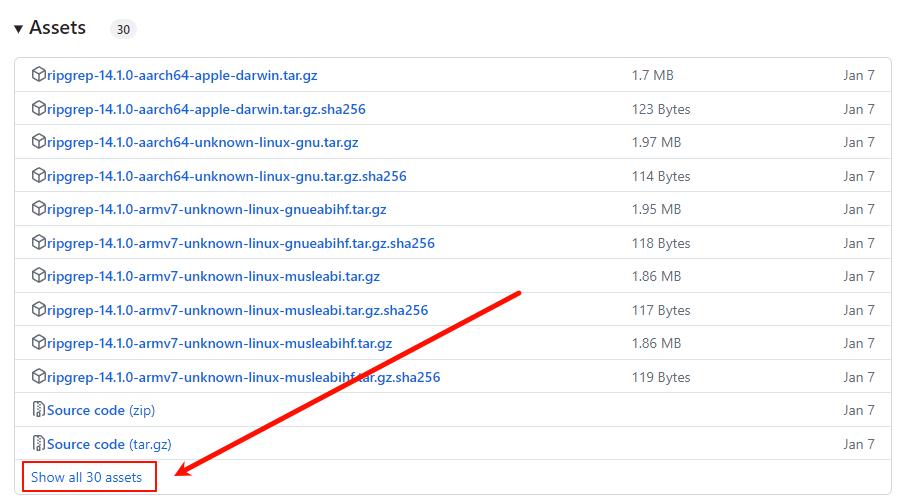 Assets 30
ripgrep-14.1.0-aarch64-apple-darwin.tar.gz 1.7 MB Jan 7
ripgrep-14.1.0-aarch64-apple-darwin.tar.gz.sha256 123 Bytes Jan 7
ripgrep-14.1.0-aarch64-unknown-linux-gnu.tar.gz 1.97 MB Jan 7
ripgrep-14.1.0-aarch64-unknown-linux-gnu.tar.gz.sha256 114 Bytes Jan 7
ripgrep-14.1.0-armv7-unknown-linux-gnueabihf.tar.gz 1.95 MB Jan 7
ripgrep-14.1.0-armv7-unknown-linux-gnueabihf.tar.gz.sha256 118 Bytes Jan 7
ripgrep-14.1.0-armv7-unknown-linux-musleabi.tar.gz 1.86 MB Jan 7
ripgrep-14.1.0-armv7-unknown-linux-musleabi.tar.gz.sha256 117 Bytes Jan 7
ripgrep-14.1.0-armv7-unknown-linux-musleabihf.tar.gz 1.86 MB Jan 7
ripgrep-14.1.0-armv7-unknown-linux-musleabihf.tar.gz.sha256 119 Bytes Jan 7
Source code (zip) Jan 7
Source code (tar.gz) Jan 7
Show all 30 assets